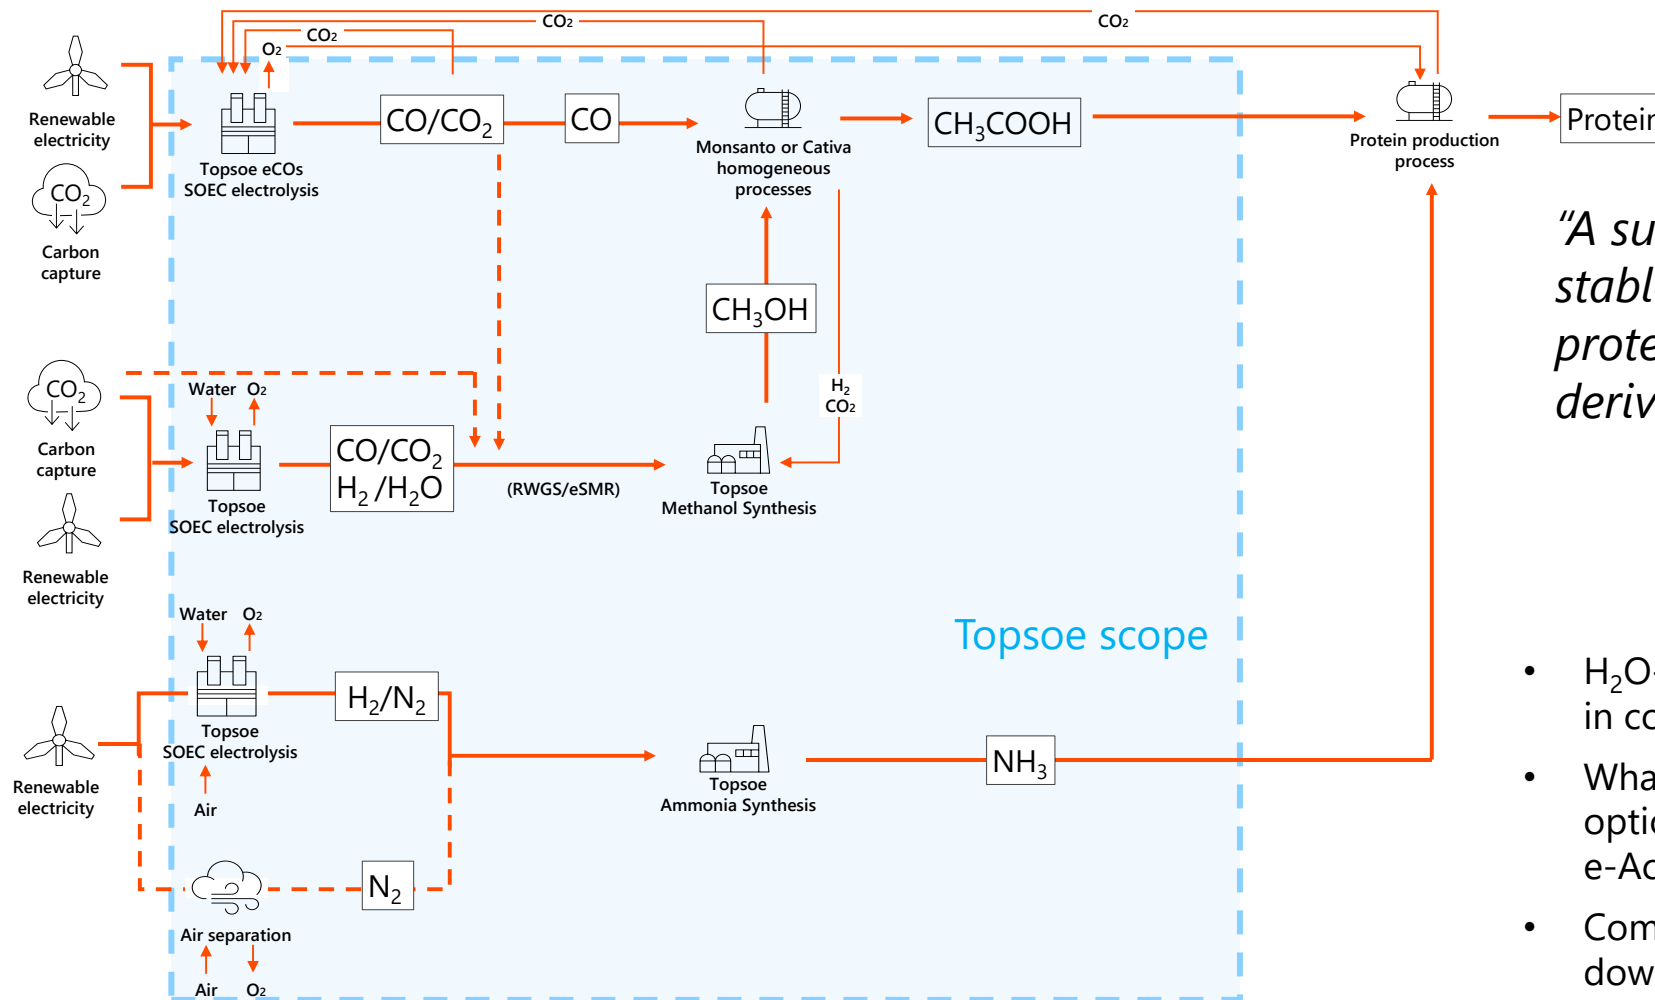 CO₂
CO₂
CO₂
O₂
Renewable
electricity
CO₂
Carbon
capture
Topsoe eCOs
SOEC electrolysis
CO/CO₂
CO
Monsanto or Cativa
homogeneous
processes
CH₃COOH
Protein production
process
Protein
CH₃OH
H₂
CO₂
CO₂
Carbon
capture
Renewable
electricity
Water O₂
Topsoe
SOEC electrolysis
CO/CO₂
H₂/H₂O
(RWGS/eSMR)
Topsoe
Methanol Synthesis
Topsoe scope
Water O₂
Renewable
electricity
Topsoe
SOEC electrolysis
Air
H₂/N₂
Topsoe
Ammonia Synthesis
NH₃
N₂
Air separation
Air O₂
"A su
stabl
prote
deriv
• H₂O-
in co
• Wha
optio
e-Ac
• Com
dow